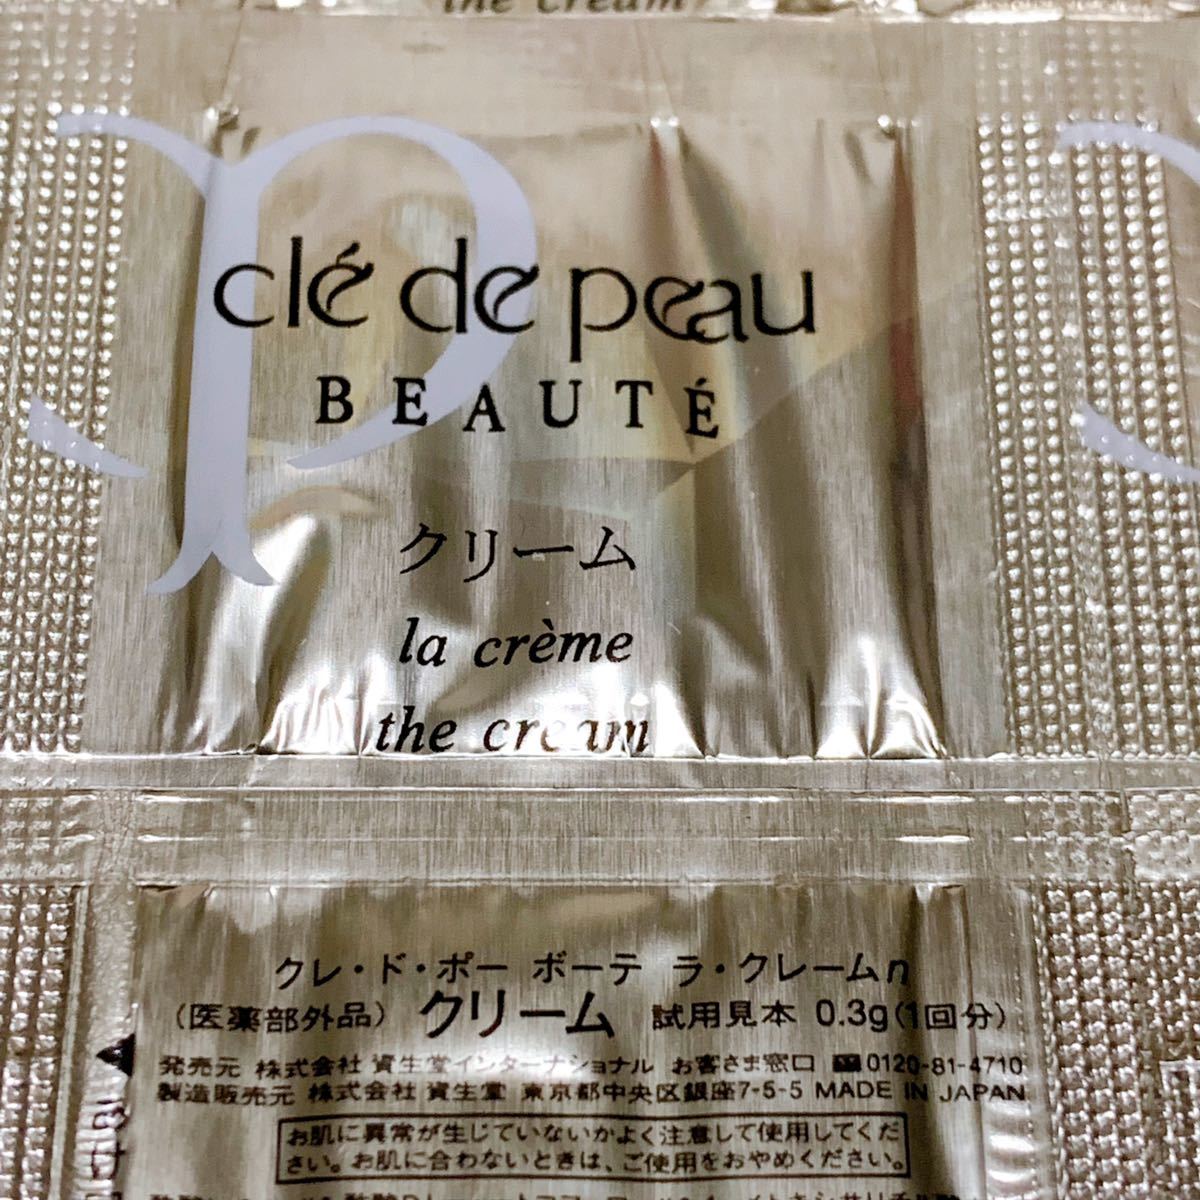 the cream
clé de peau
BEAUTÉ
クリーム
la crème
the cream
クレ・ド・ポー ボーテ ラ・クレームn
(医薬部外品) クリーム 試用見本 0.3g(1回分)
発売元 株式会社 資生堂インターナショナル お客さま窓口 0120-81-4710
製造販売元 株式会社 資生堂 東京都中央区銀座7-5-5 MADE IN JAPAN
お肌に異常が生じていないかよく注意して使用してくだ
さい。お肌に合わないときは、ご使用をおやめください。